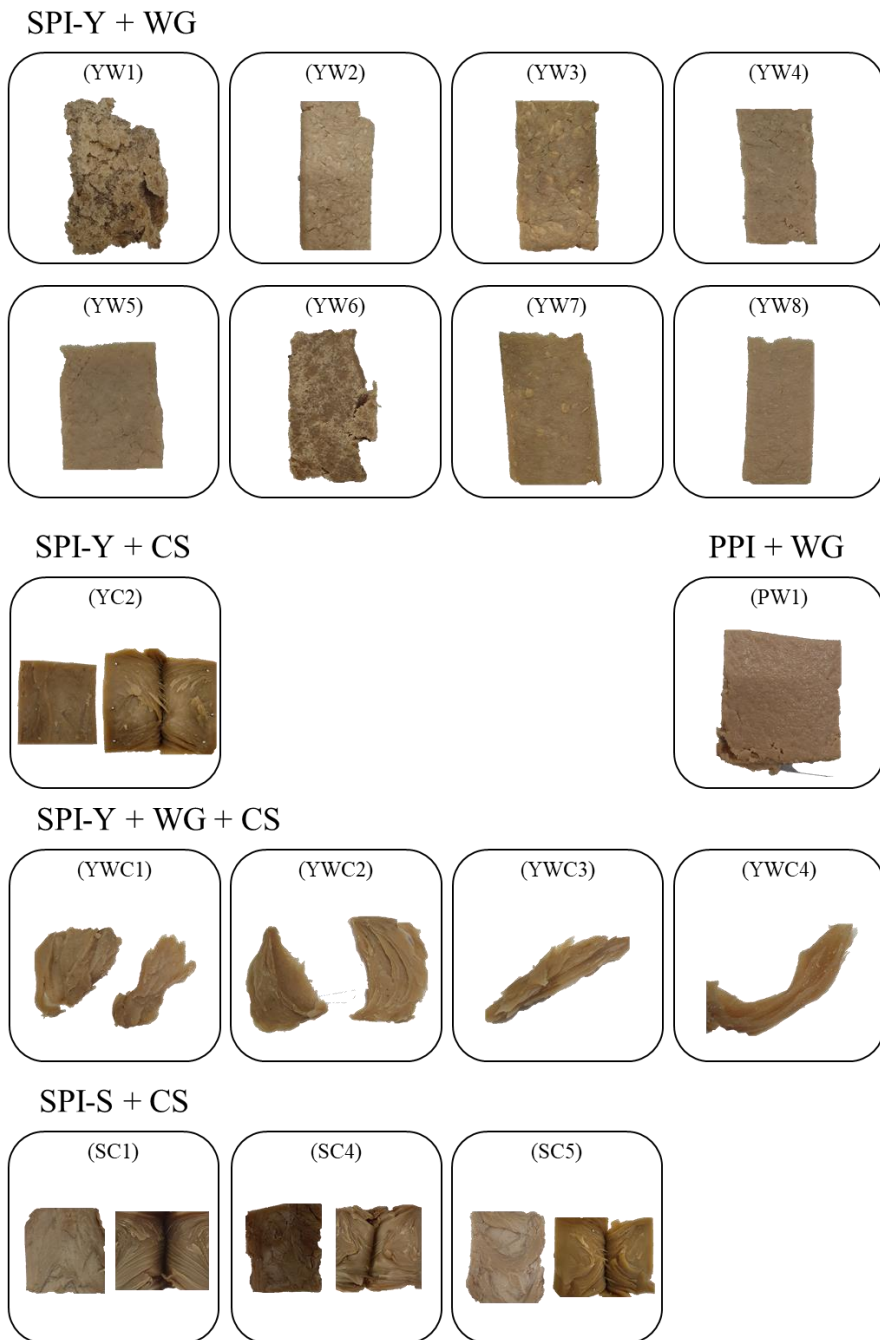 SPI-Y + WG
(YW1) (YW2) (YW3) (YW4)
(YW5) (YW6) (YW7) (YW8)
SPI-Y + CS PPI + WG
(YC2) (PW1)
SPI-Y + WG + CS
(YWC1) (YWC2) (YWC3) (YWC4)
SPI-S + CS
(SC1) (SC4) (SC5)